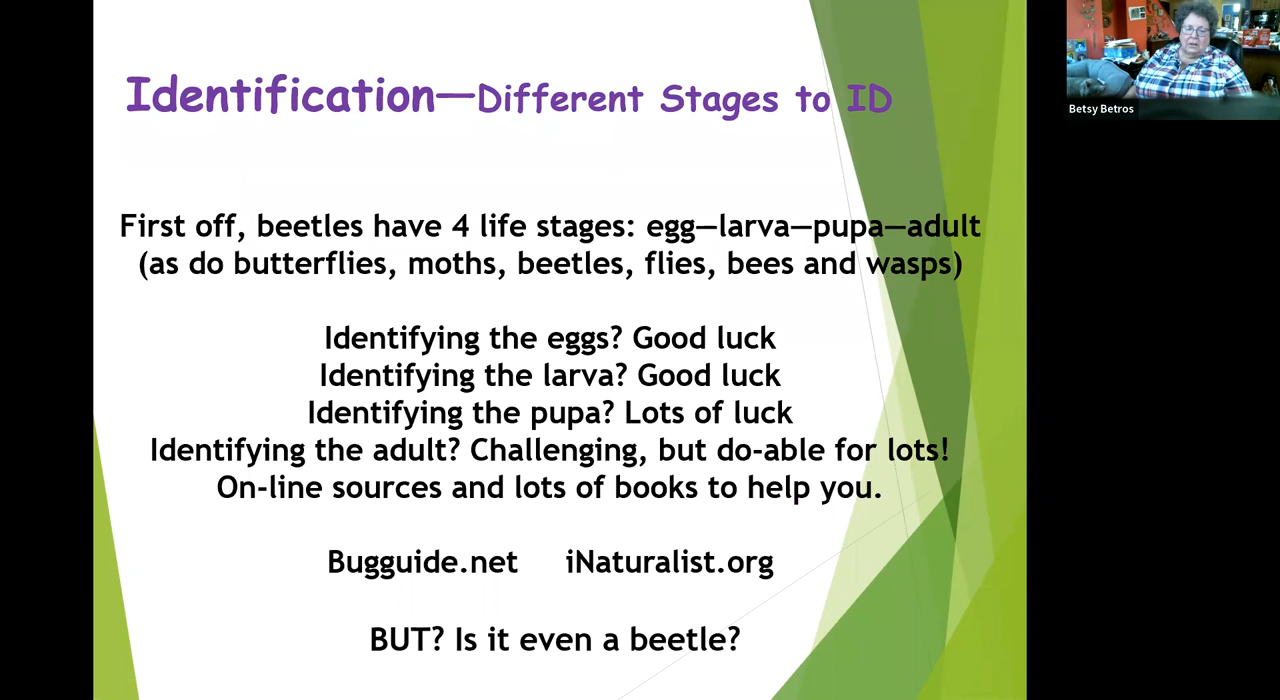 Identification—Different Stages to ID
First off, beetles have 4 life stages: egg—larva—pupa—adult
(as do butterflies, moths, beetles, flies, bees and wasps)
Identifying the eggs? Good luck
Identifying the larva? Good luck
Identifying the pupa? Lots of luck
Identifying the adult? Challenging, but do-able for lots!
On-line sources and lots of books to help you.
Bugguide.net iNaturalist.org
BUT? Is it even a beetle?
Betsy Betros